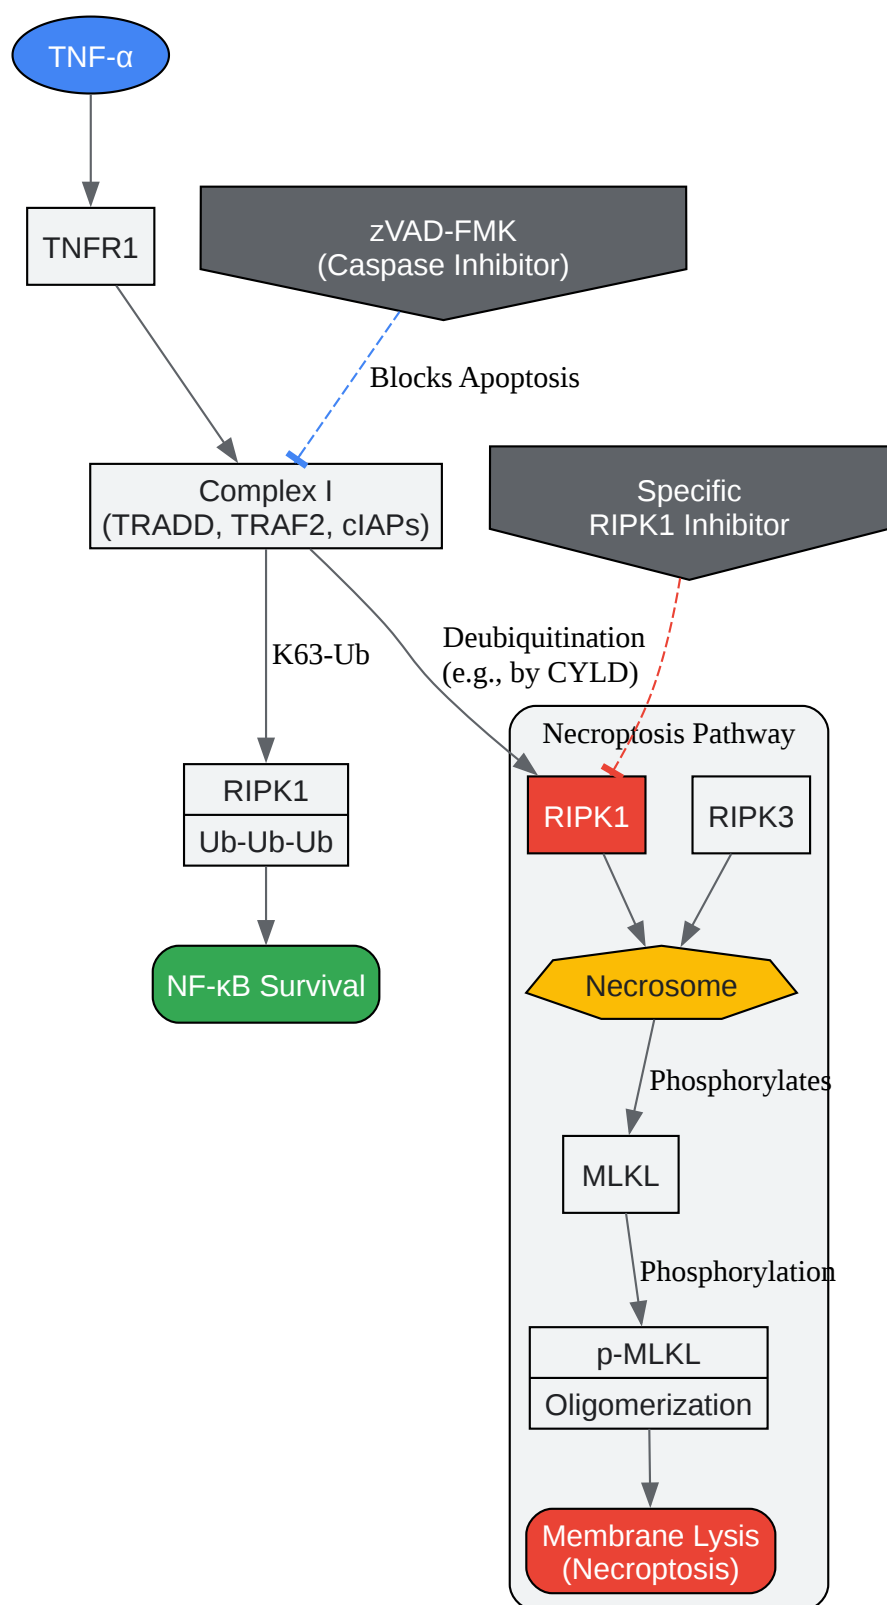 TNF-α
TNFR1
zVAD-FMK
(Caspase Inhibitor)
Blocks Apoptosis
Complex I
(TRADD, TRAF2, cIAPs)
Specific
RIPK1 Inhibitor
K63-Ub
Deubiquitination
(e.g., by CYLD)
Necroptosis Pathway
RIPK1
Ub-Ub-Ub
RIPK1
RIPK3
NF-κB Survival
Necrosome
Phosphorylates
MLKL
Phosphorylation
p-MLKL
Oligomerization
Membrane Lysis
(Necroptosis)